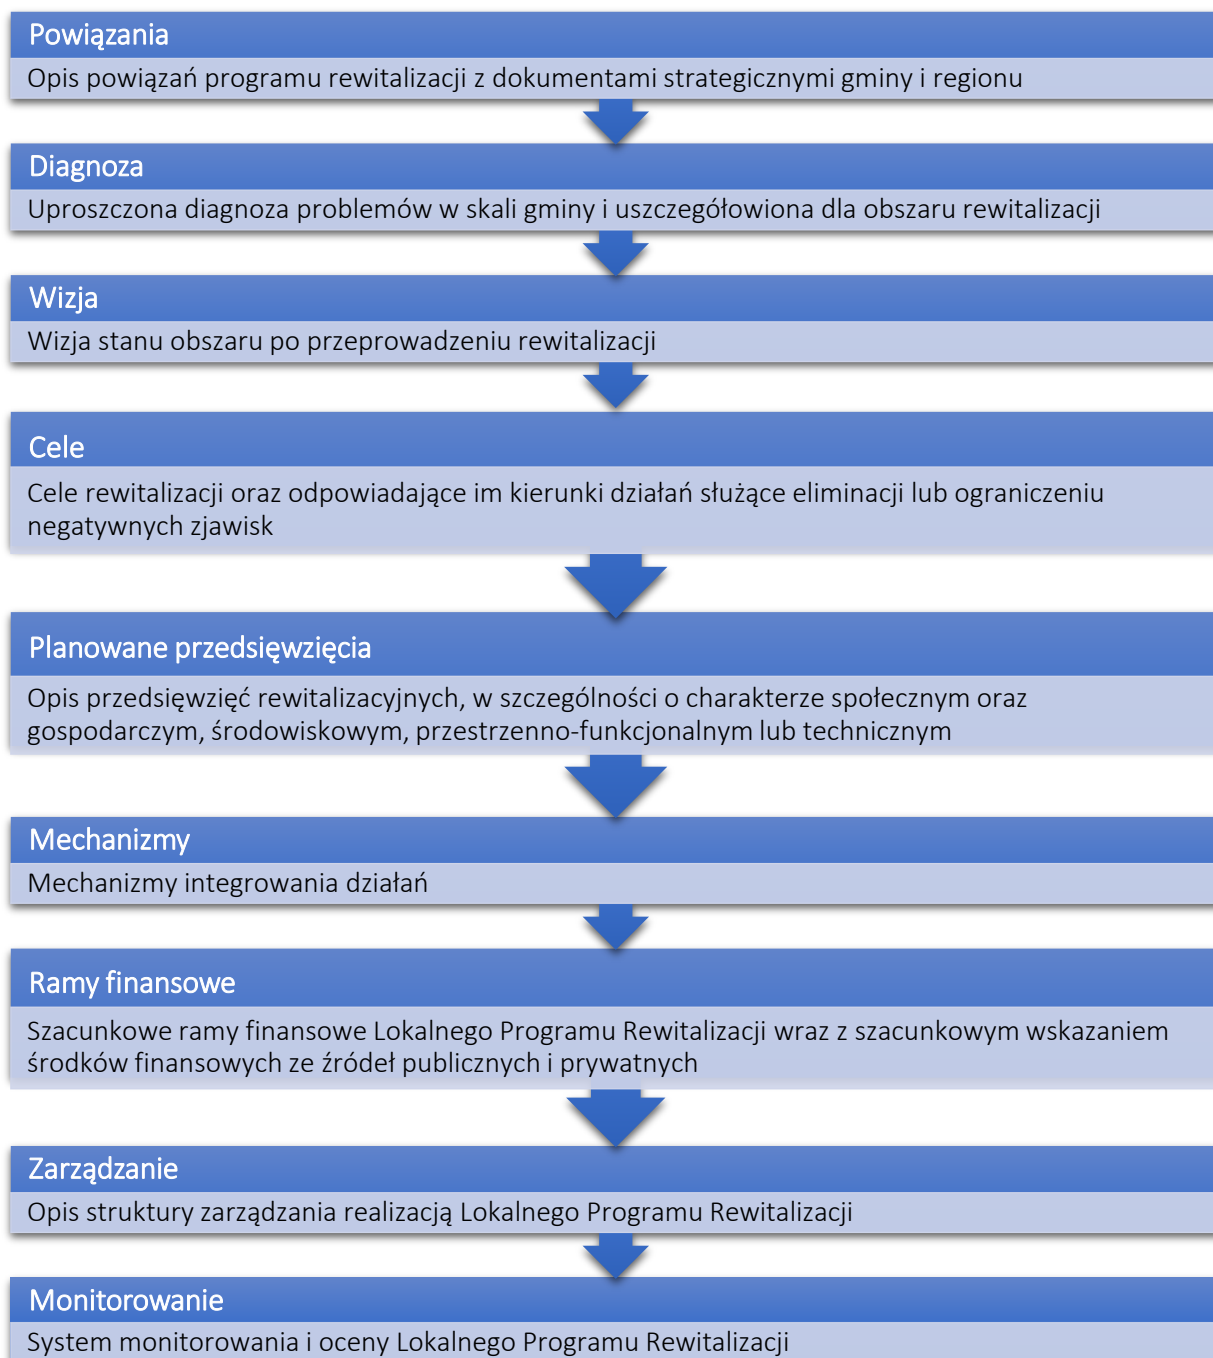 Powiązania
Opis powiązań programu rewitalizacji z dokumentami strategicznymi gminy i regionu
Diagnoza
Uproszczona diagnoza problemów w skali gminy i uszczegółowiona dla obszaru rewitalizacji
Wizja
Wizja stanu obszaru po przeprowadzeniu rewitalizacji
Cele
Cele rewitalizacji oraz odpowiadające im kierunki działań służące eliminacji lub ograniczeniu
negatywnych zjawisk
Planowane przedsięwzięcia
Opis przedsięwzięć rewitalizacyjnych, w szczególności o charakterze społecznym oraz
gospodarczym, środowiskowym, przestrzenno-funkcjonalnym lub technicznym
Mechanizmy
Mechanizmy integrowania działań
Ramy finansowe
Szacunkowe ramy finansowe Lokalnego Programu Rewitalizacji wraz z szacunkowym wskazaniem
środków finansowych ze źródeł publicznych i prywatnych
Zarządzanie
Opis struktury zarządzania realizacją Lokalnego Programu Rewitalizacji
Monitorowanie
System monitorowania i oceny Lokalnego Programu Rewitalizacji